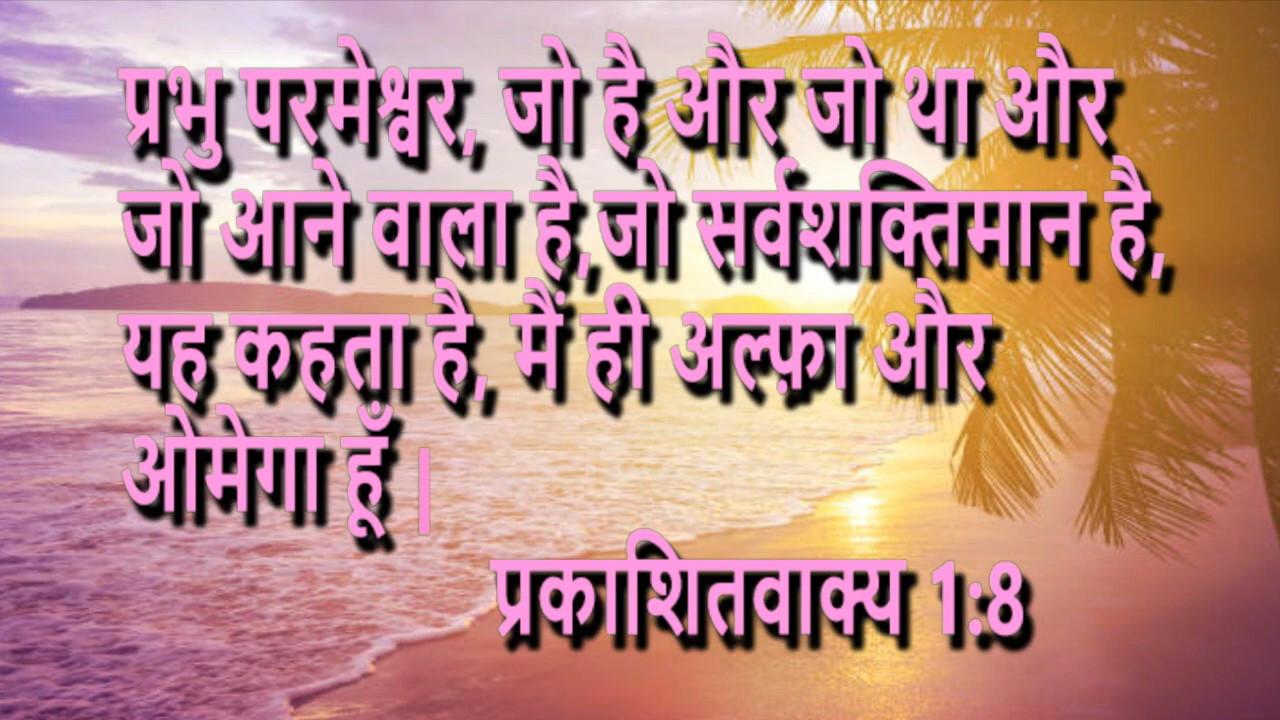 प्रभु परमेश्वर, जो है और जो था और
जो आने वाला है,जो सर्वशक्तिमान है,
यह कहता है, मैं ही अल्फ़ा और
ओमेगा हूँ |
प्रकाशितवाक्य 1:8